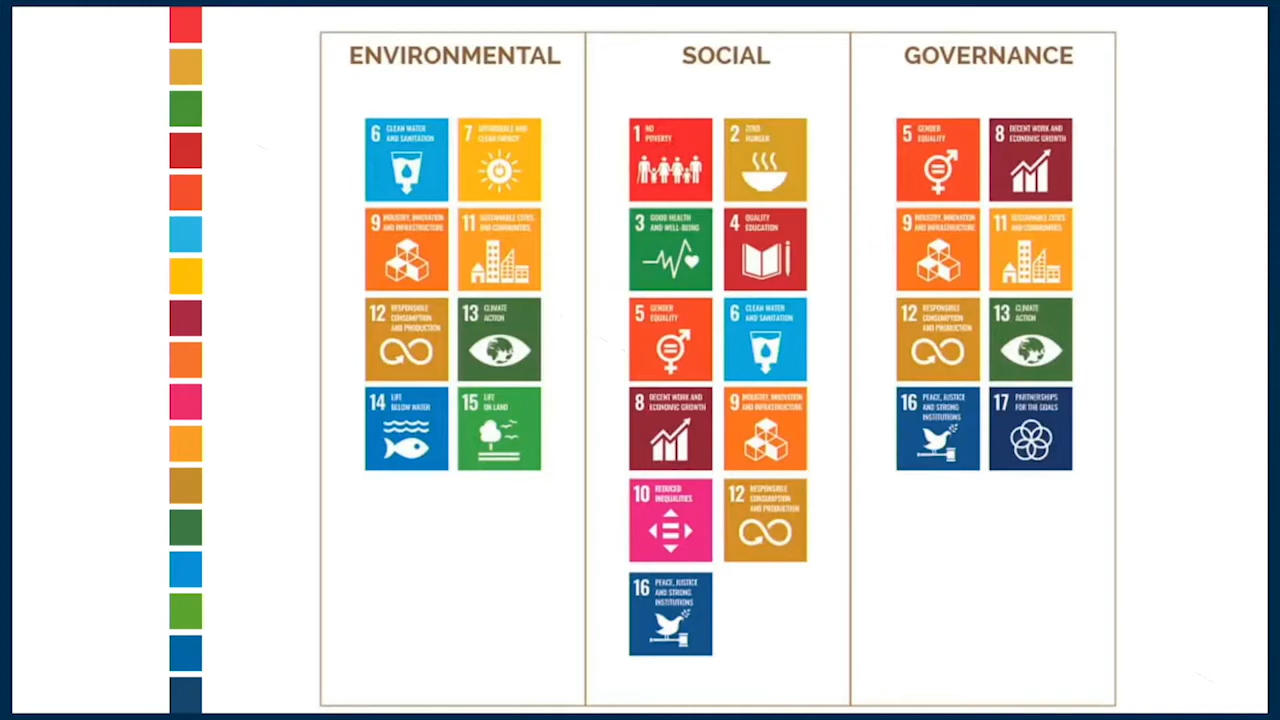 ENVIRONMENTAL
6 CLEAN WATER
AND SANITATION
7 AFFORDABLE AND
CLEAN ENERGY
9 INDUSTRY, INNOVATION
AND INFRASTRUCTURE
11 SUSTAINABLE CITIES
AND COMMUNITIES
12 RESPONSIBLE
CONSUMPTION
AND PRODUCTION
13 CLIMATE
ACTION
14 LIFE
BELOW WATER
15 LIFE
ON LAND
SOCIAL
1 NO
POVERTY
2 ZERO
HUNGER
3 GOOD HEALTH
AND WELL-BEING
4 QUALITY
EDUCATION
5 GENDER
EQUALITY
6 CLEAN WATER
AND SANITATION
8 DECENT WORK AND
ECONOMIC GROWTH
9 INDUSTRY, INNOVATION
AND INFRASTRUCTURE
10 REDUCED
INEQUALITIES
12 RESPONSIBLE
CONSUMPTION
AND PRODUCTION
16 PEACE, JUSTICE
AND STRONG
INSTITUTIONS
GOVERNANCE
5 GENDER
EQUALITY
8 DECENT WORK AND
ECONOMIC GROWTH
9 INDUSTRY, INNOVATION
AND INFRASTRUCTURE
11 SUSTAINABLE CITIES
AND COMMUNITIES
12 RESPONSIBLE
CONSUMPTION
AND PRODUCTION
13 CLIMATE
ACTION
16 PEACE, JUSTICE
AND STRONG
INSTITUTIONS
17 PARTNERSHIPS
FOR THE GOALS